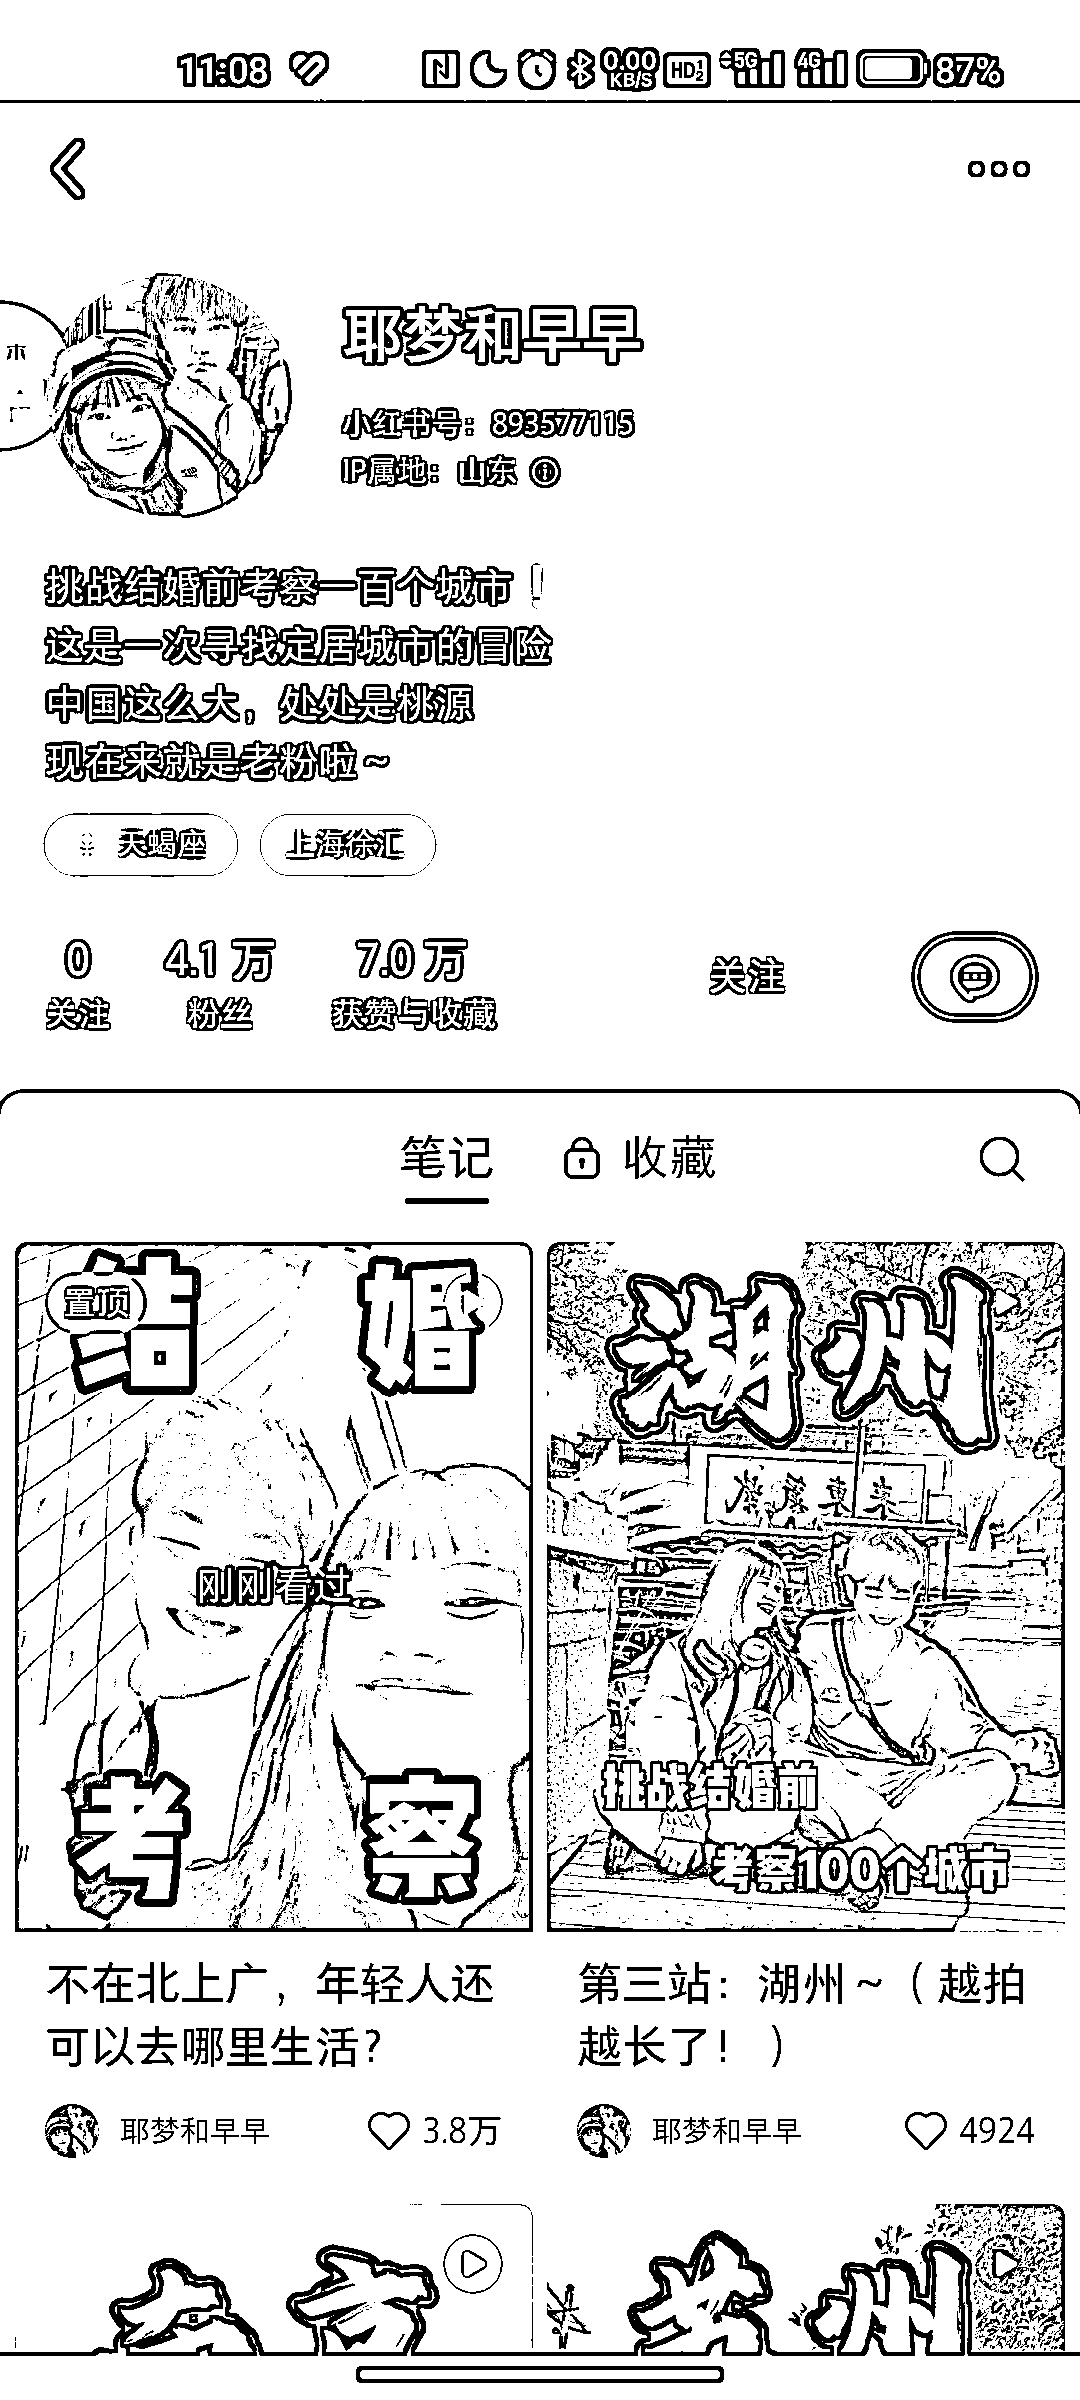 11:08 0.00 KB/S HD 1 2 5G 4G 87%
耶梦和早早
小红书号：893577115
IP属地：山东
挑战结婚前考察一百个城市
这是一次寻找定居城市的冒险
中国这么大，处处是桃源
现在来就是老粉啦～
天蝎座 上海徐汇
0 4.1万 7.0万
关注 粉丝 获赞与收藏 关注
笔记 收藏
置顶
结婚
刚刚看过
考察
湖州
挑战结婚前
考察100个城市
不在北上广，年轻人还
可以去哪里生活？
耶梦和早早 3.8万
第三站：湖州～（越拍
越长了！）
耶梦和早早 4924